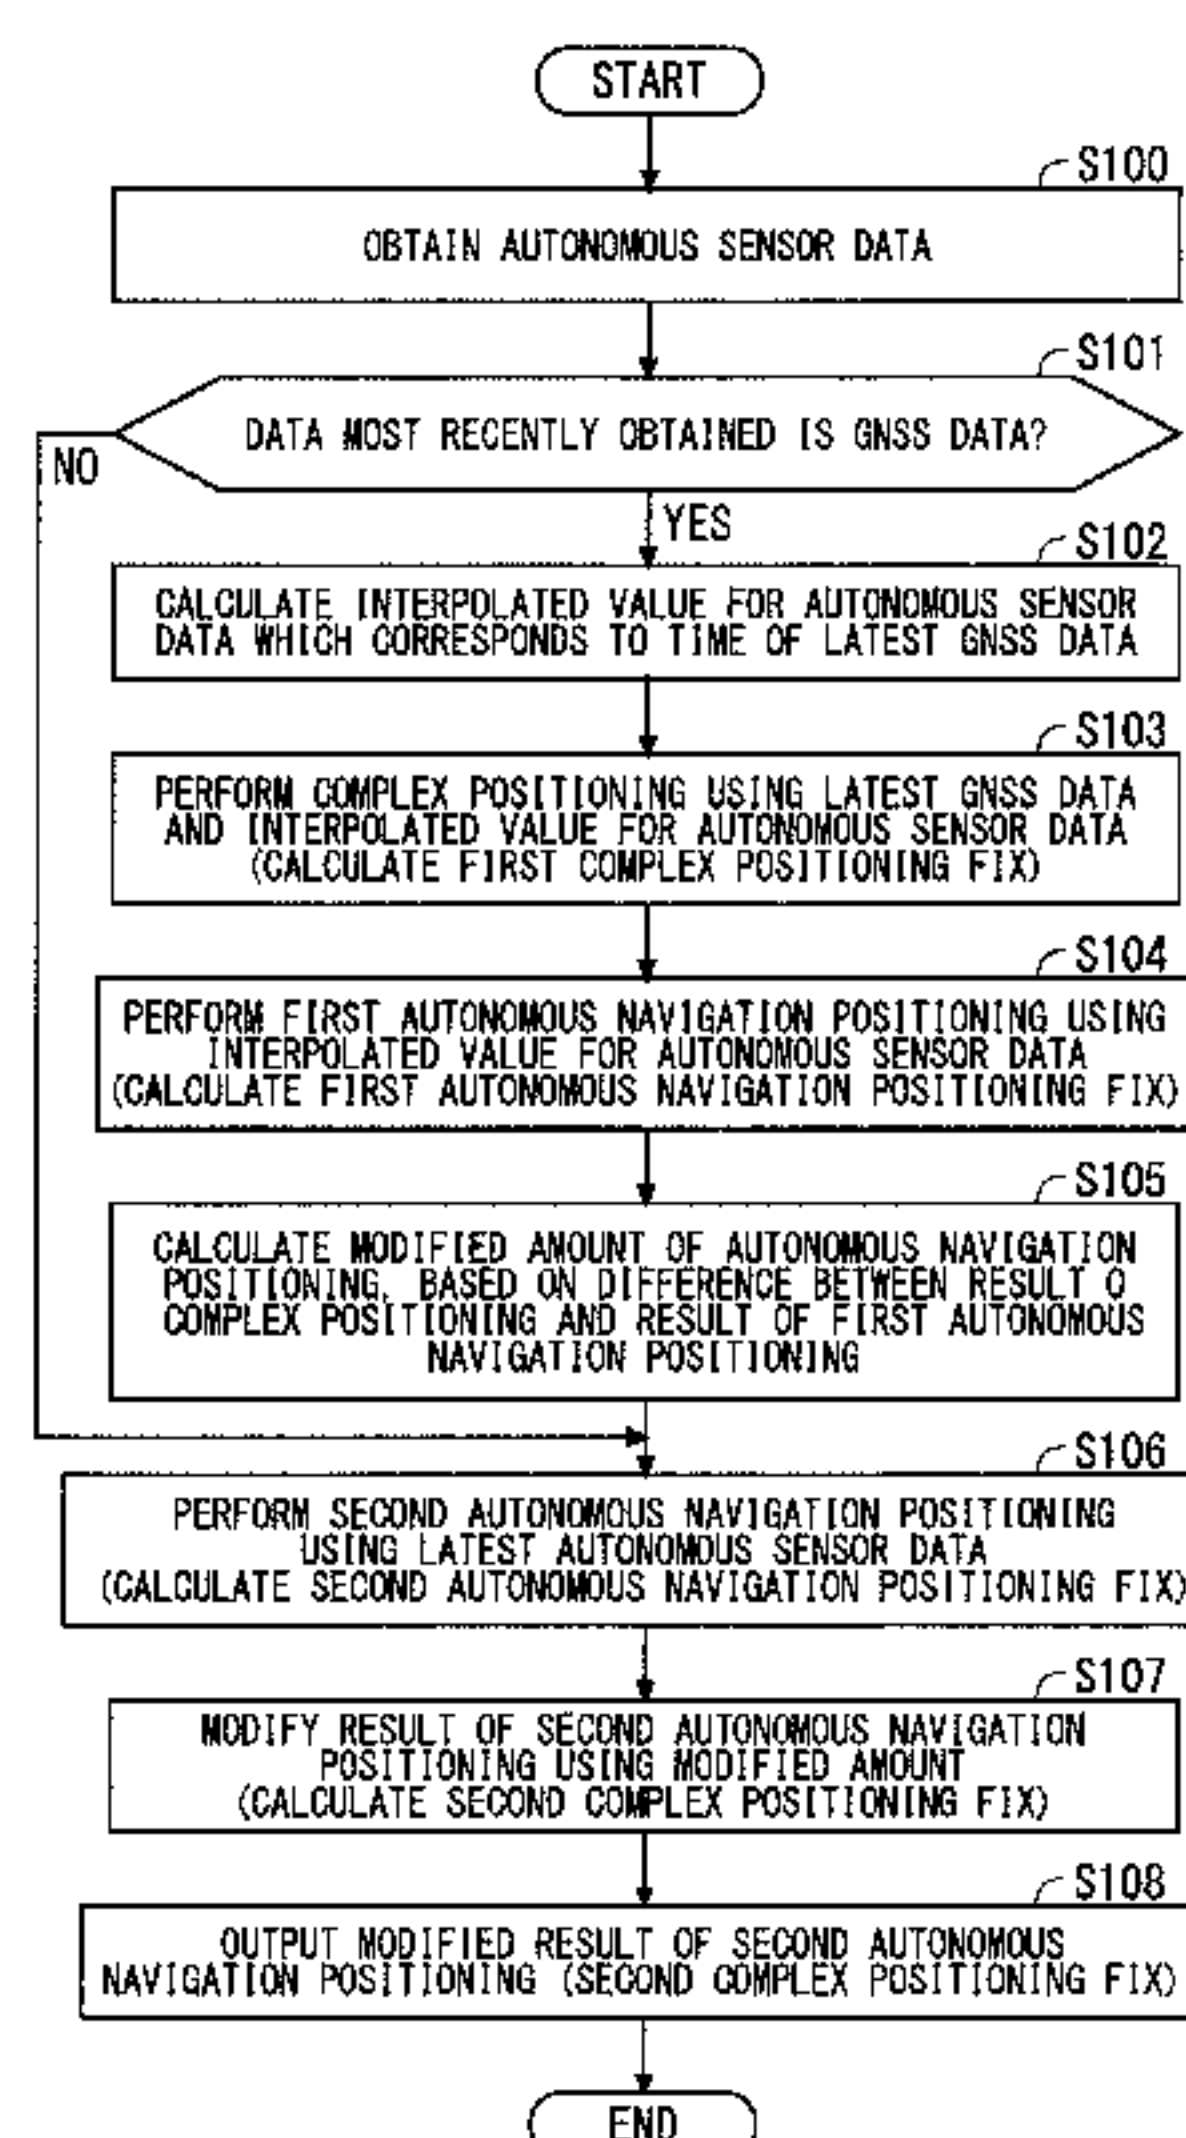 START
S100
OBTAIN AUTONOMOUS SENSOR DATA
S101
DATA MOST RECENTLY OBTAINED IS GNSS DATA?
NO
YES
S102
CALCULATE INTERPOLATED VALUE FOR AUTONOMOUS SENSOR
DATA WHICH CORRESPONDS TO TIME OF LATEST GNSS DATA
S103
PERFORM COMPLEX POSITIONING USING LATEST GNSS DATA
AND INTERPOLATED VALUE FOR AUTONOMOUS SENSOR DATA
(CALCULATE FIRST COMPLEX POSITIONING FIX)
S104
PERFORM FIRST AUTONOMOUS NAVIGATION POSITIONING USING
INTERPOLATED VALUE FOR AUTONOMOUS SENSOR DATA
(CALCULATE FIRST AUTONOMOUS NAVIGATION POSITIONING FIX)
S105
CALCULATE MODIFIED AMOUNT OF AUTONOMOUS NAVIGATION
POSITIONING, BASED ON DIFFERENCE BETWEEN RESULT O
COMPLEX POSITIONING AND RESULT OF FIRST AUTONOMOUS
NAVIGATION POSITIONING
S106
PERFORM SECOND AUTONOMOUS NAVIGATION POSITIONING
USING LATEST AUTONOMOUS SENSOR DATA
(CALCULATE SECOND AUTONOMOUS NAVIGATION POSITIONING FIX)
S107
MODIFY RESULT OF SECOND AUTONOMOUS NAVIGATION
POSITIONING USING MODIFIED AMOUNT
(CALCULATE SECOND COMPLEX POSITIONING FIX)
S108
OUTPUT MODIFIED RESULT OF SECOND AUTONOMOUS
NAVIGATION POSITIONING (SECOND COMPLEX POSITIONING FIX)
END